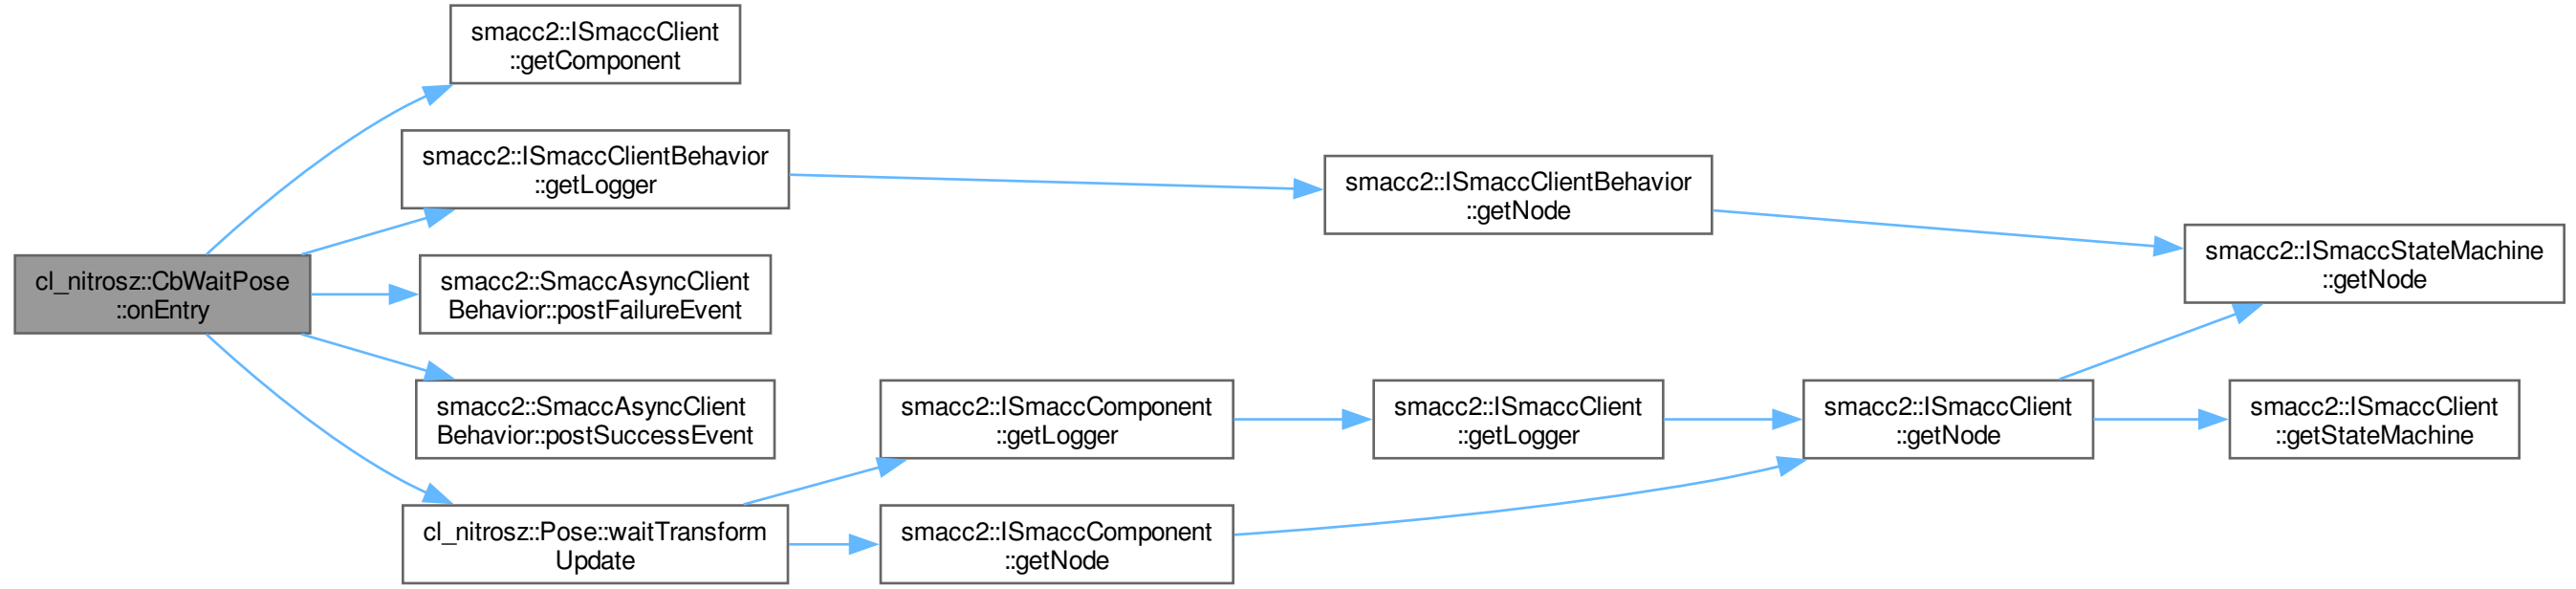 smacc2::ISmaccClient
::getComponent
smacc2::ISmaccClientBehavior
::getLogger
smacc2::ISmaccClientBehavior
::getNode
smacc2::ISmaccStateMachine
::getNode
cl_nitrosz::CbWaitPose
::onEntry
smacc2::SmaccAsyncClient
Behavior::postFailureEvent
smacc2::SmaccAsyncClient
Behavior::postSuccessEvent
smacc2::ISmaccComponent
::getLogger
smacc2::ISmaccClient
::getLogger
smacc2::ISmaccClient
::getNode
smacc2::ISmaccClient
::getStateMachine
cl_nitrosz::Pose::waitTransform
Update
smacc2::ISmaccComponent
::getNode